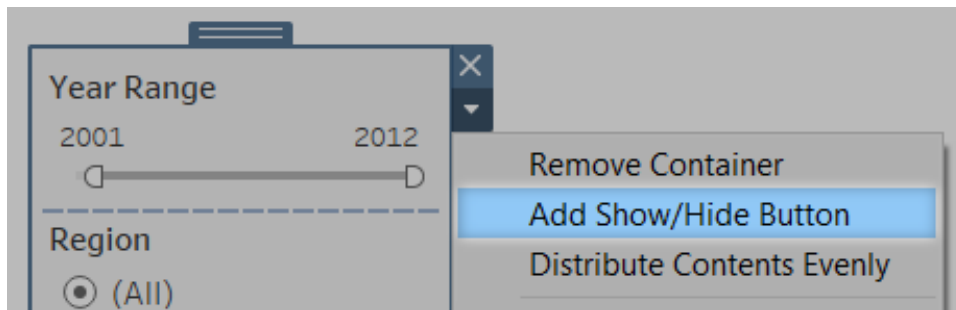 Year Range
2001 2012
Region
(All)
Remove Container
Add Show/Hide Button
Distribute Contents Evenly